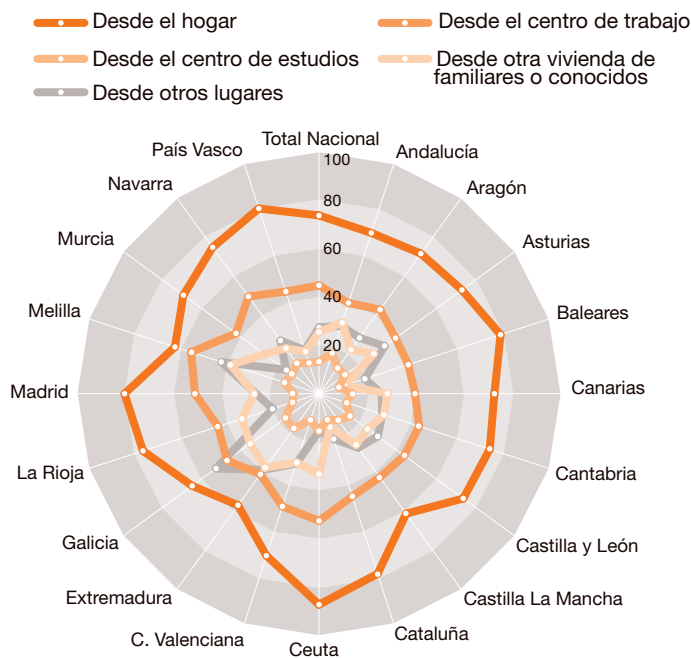 Desde el hogar
Desde el centro de trabajo
Desde el centro de estudios
Desde otra vivienda de
familiares o conocidos
Desde otros lugares
Total Nacional
100
80
60
40
20
Andalucía
Aragón
Asturias
Baleares
Canarias
Cantabria
Castilla y León
Castilla La Mancha
Cataluña
Ceuta
C. Valenciana
Extremadura
Galicia
La Rioja
Madrid
Melilla
Murcia
Navarra
País Vasco